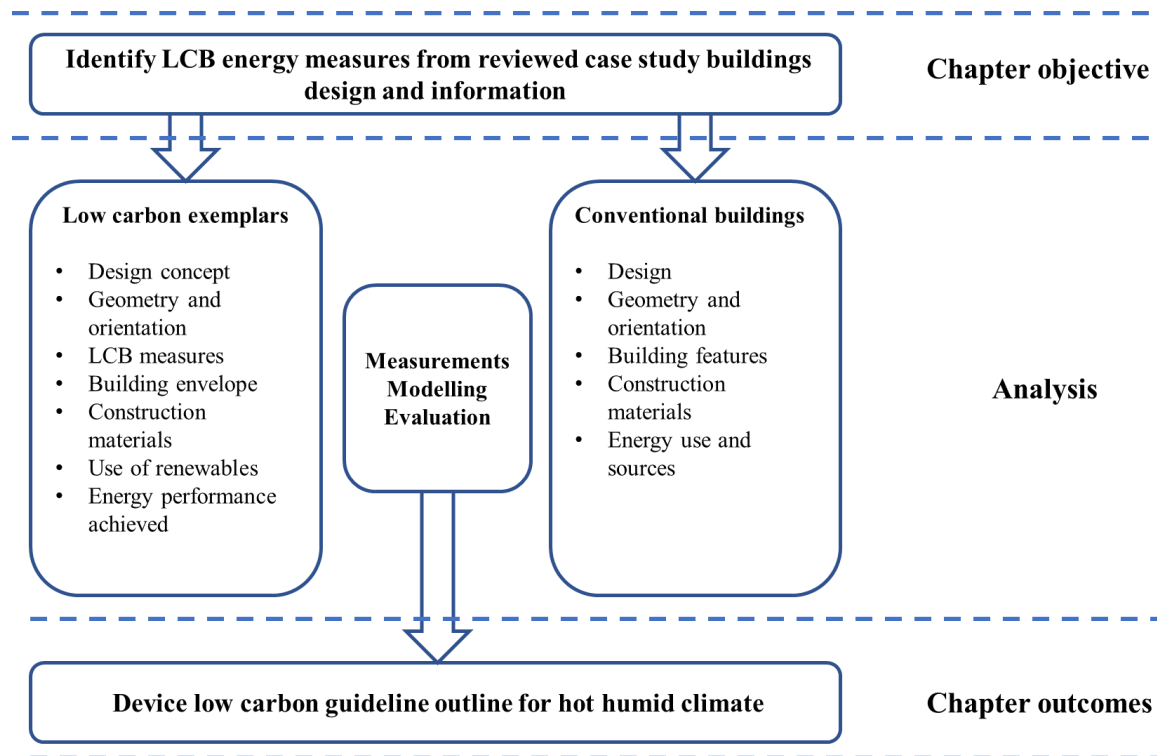 Identify LCB energy measures from reviewed case study buildings
design and information
Chapter objective
Low carbon exemplars
• Design concept
• Geometry and
orientation
• LCB measures
• Building envelope
• Construction
materials
• Use of renewables
• Energy performance
achieved
Measurements
Modelling
Evaluation
Conventional buildings
• Design
• Geometry and
orientation
• Building features
• Construction
materials
• Energy use and
sources
Analysis
Device low carbon guideline outline for hot humid climate
Chapter outcomes